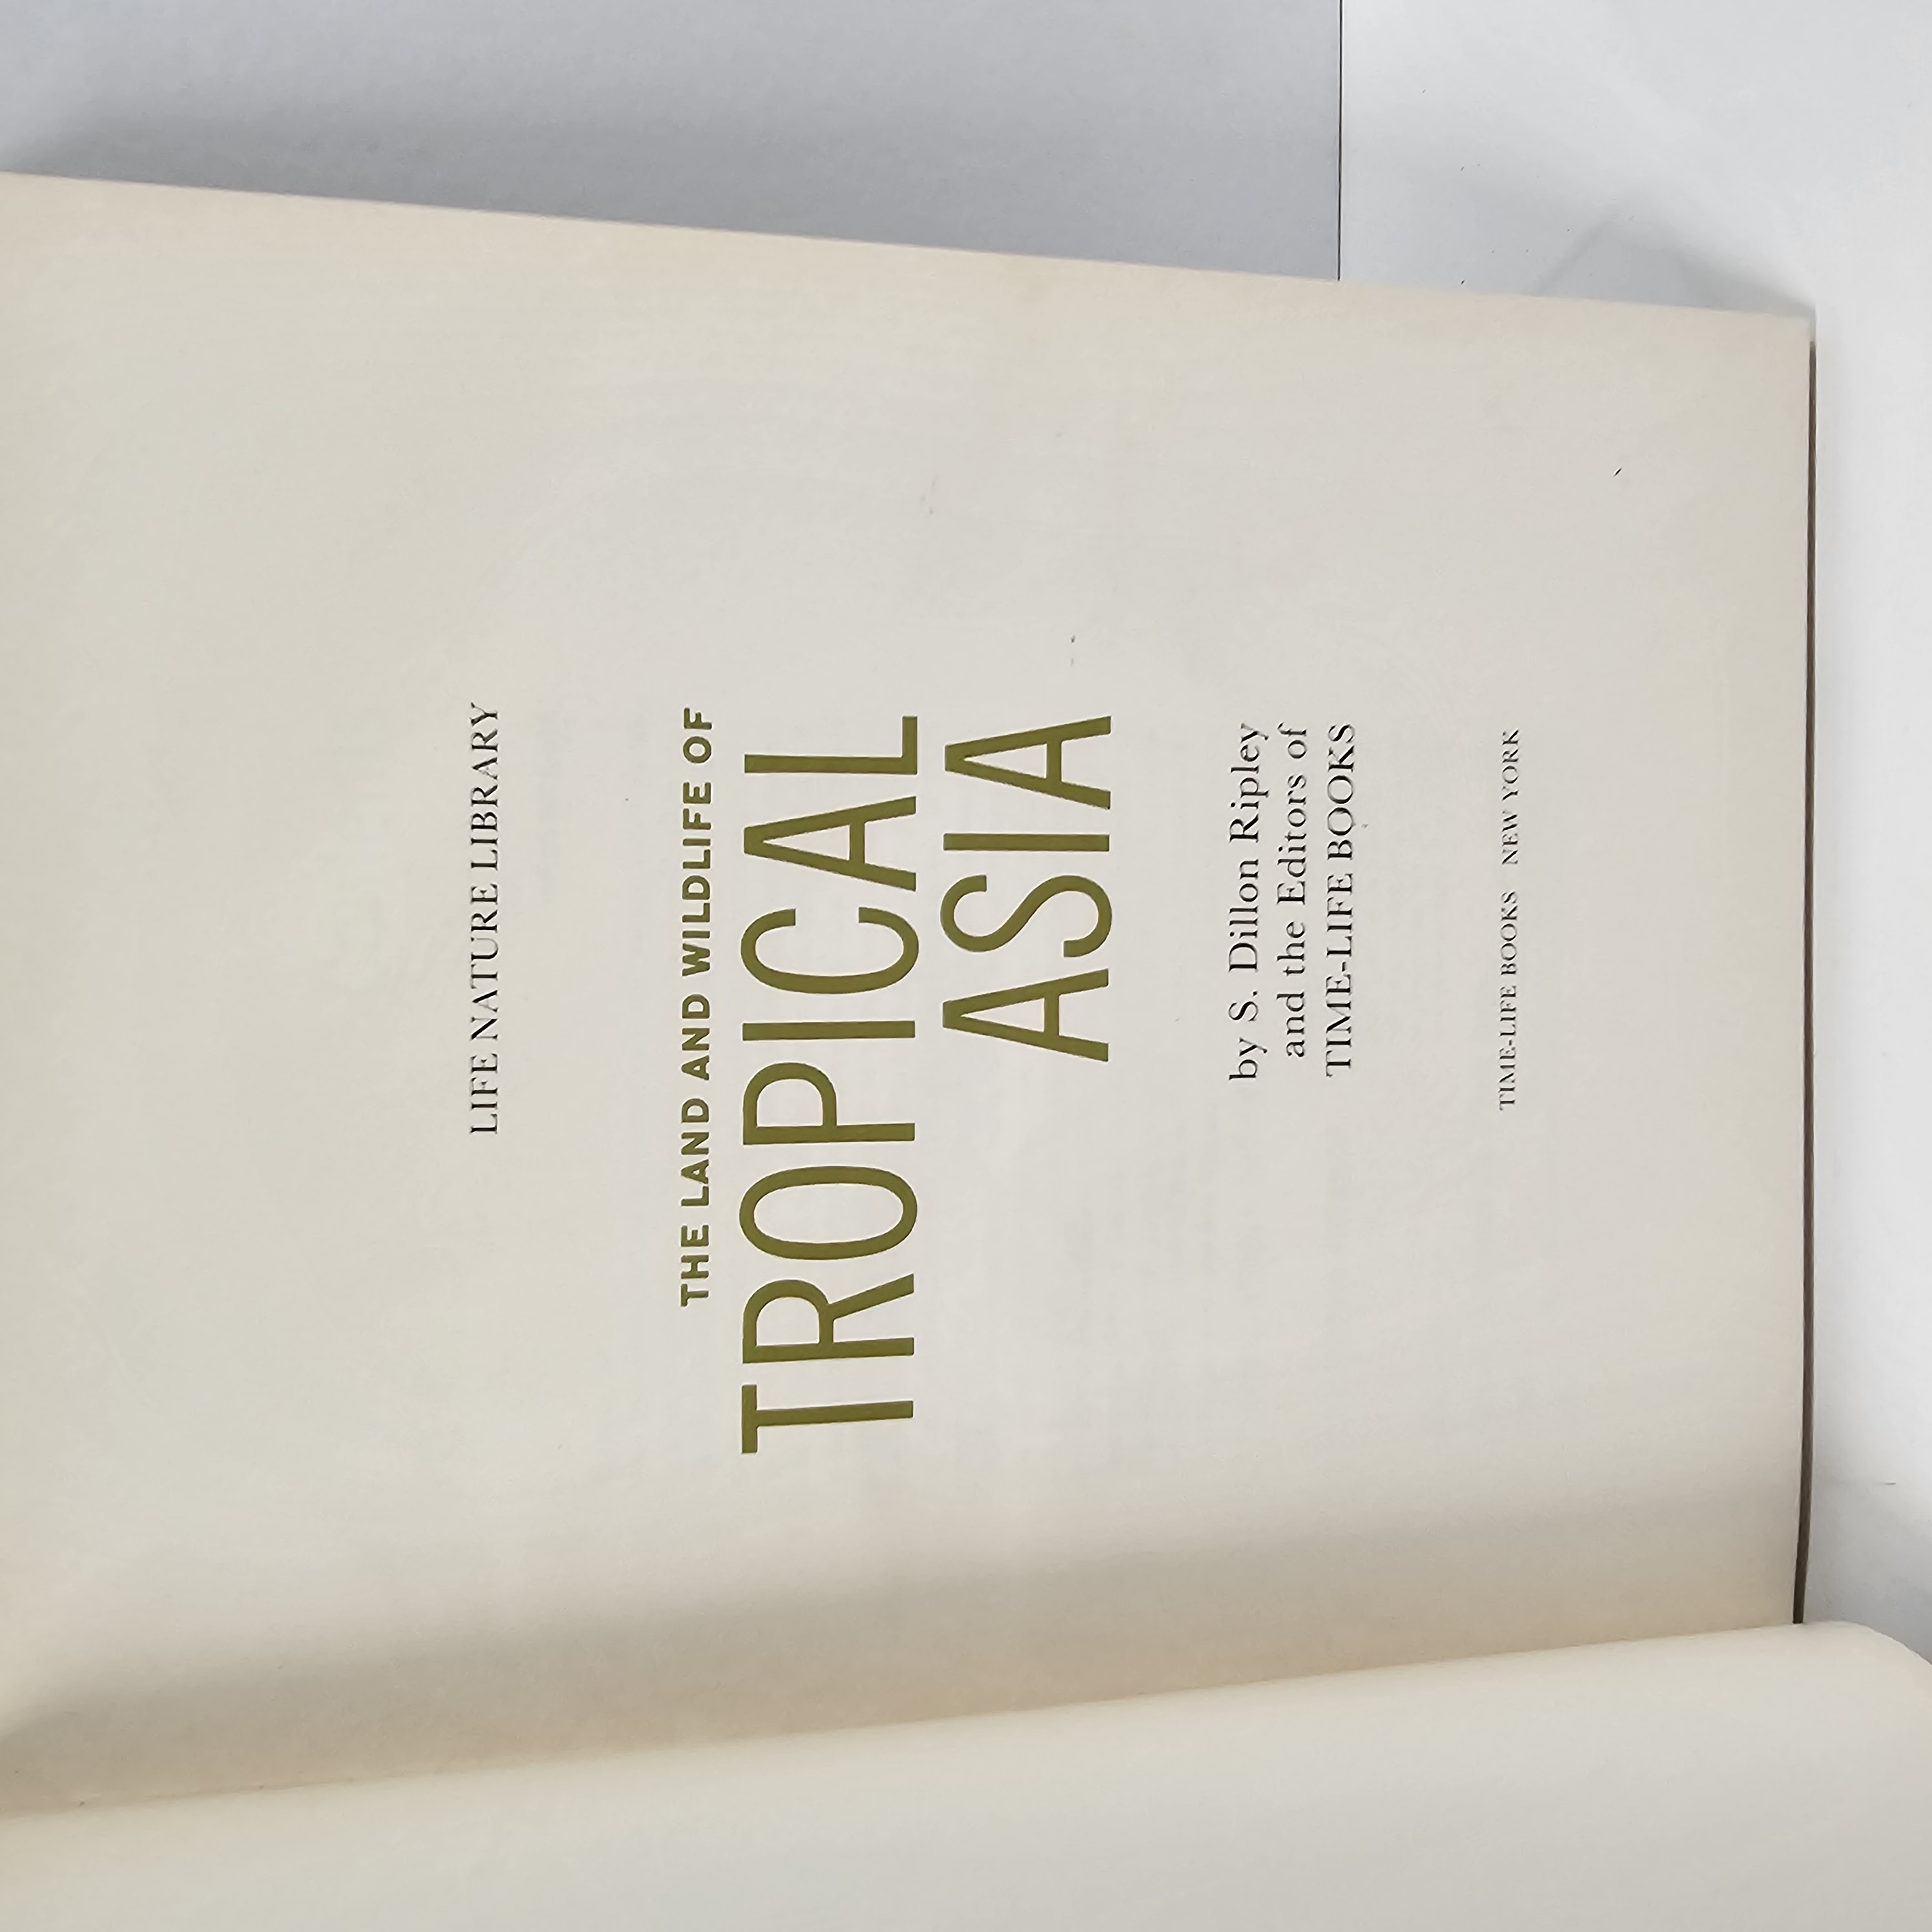 LIFE NATURE LIBRARY
THE LAND AND WILDLIFE OF
TROPICAL
ASIA
by S. Dillon Ripley
and the Editors of
TIME-LIFE BOOKS
TIME-LIFE BOOKS NEW YORK